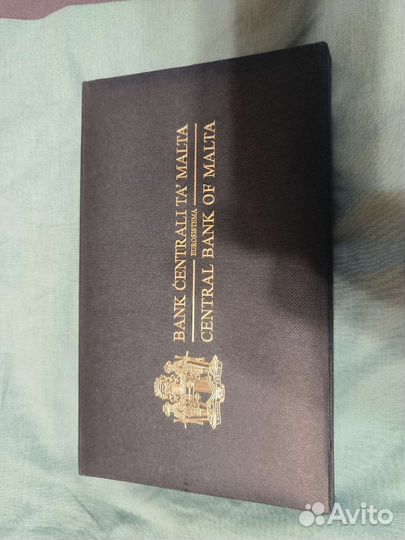 BANK ĊENTRALI TA' MALTA
EUROSISTEMA
CENTRAL BANK OF MALTA
Avito